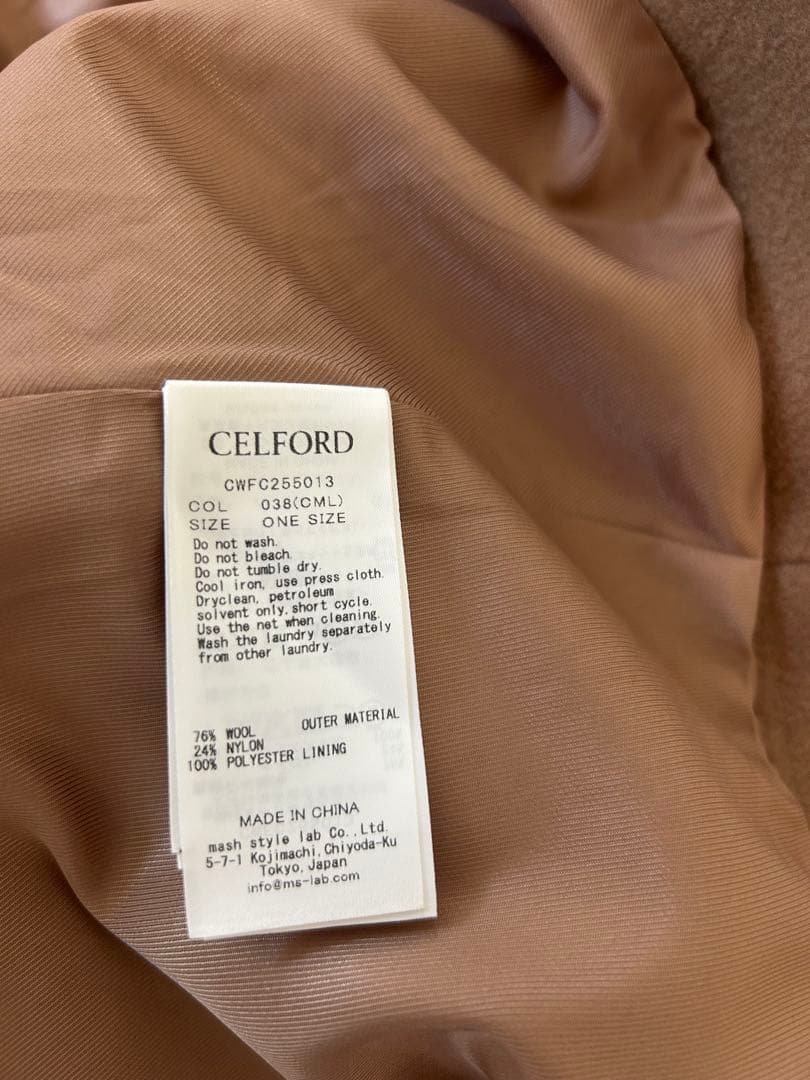 CELFORD
CWFC255013
COL 038(CML)
SIZE ONE SIZE
Do not wash.
Do not bleach.
Do not tumble dry.
Cool iron, use press cloth.
Dryclean, petroleum
solvent only, short cycle.
Use the net when cleaning.
Wash the laundry separately
from other laundry.
76% WOOL OUTER MATERIAL
24% NYLON
100% POLYESTER LINING
MADE IN CHINA
mash style lab Co.,Ltd.
5-7-1 Kojimachi,Chiyoda-Ku
Tokyo,Japan
info@ms-lab.com